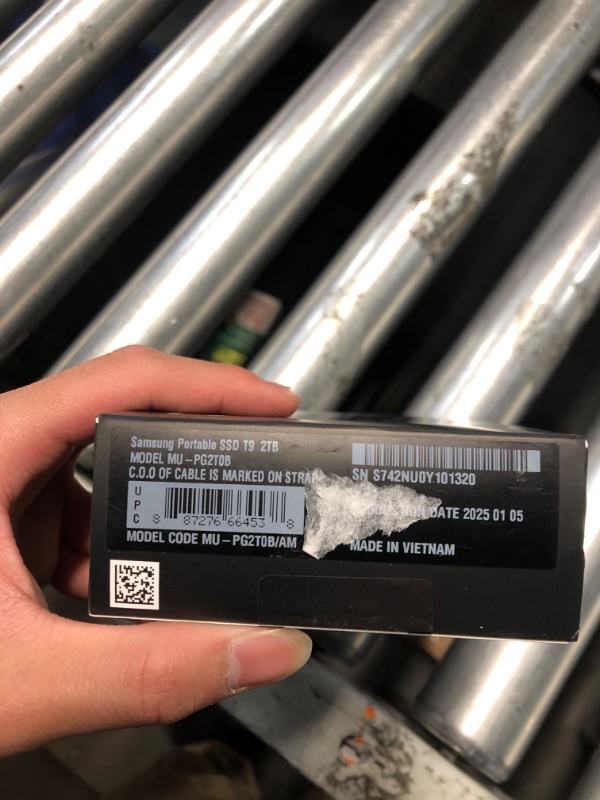 Samsung Portable SSD T9 2TB
MODEL MU-PG2T0B
C.O.O OF CABLE IS MARKED ON STRAP
UPC
8 87276 66453 8
MODEL CODE MU-PG2T0B/AM
SN S742NU0Y101320
DATE 2025 01 05
MADE IN VIETNAM